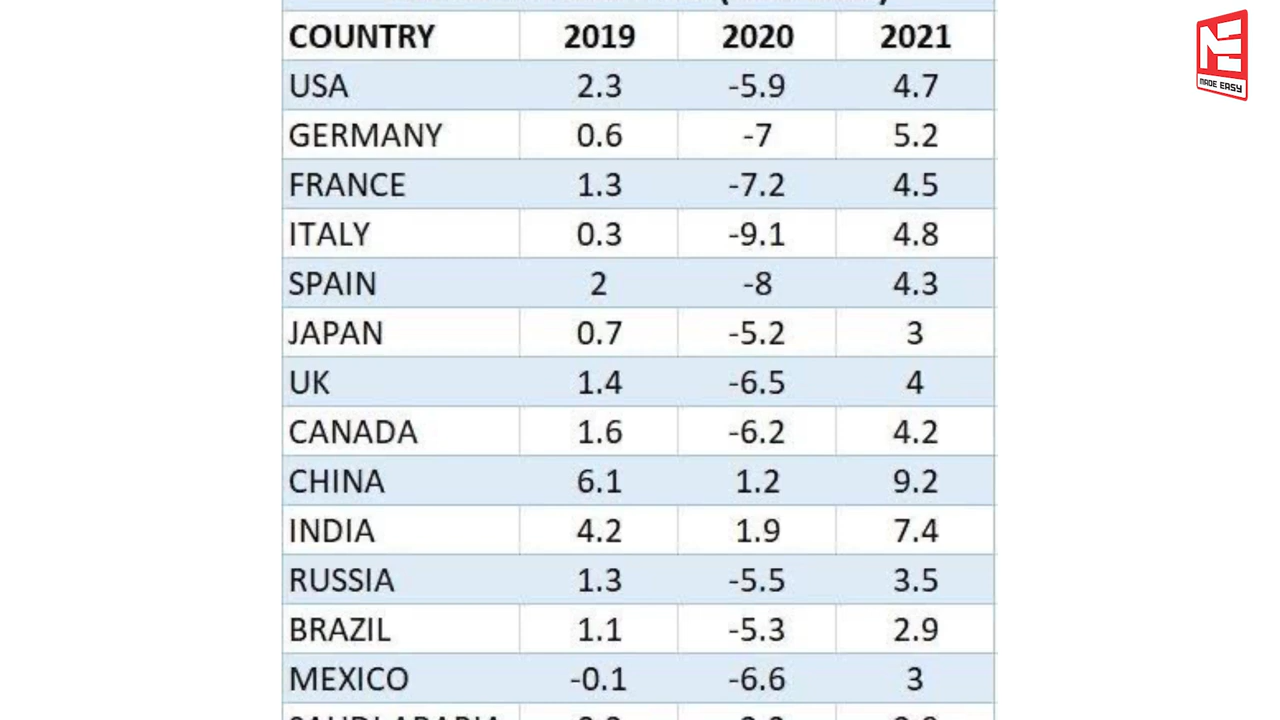 COUNTRY 2019 2020 2021
USA 2.3 -5.9 4.7
GERMANY 0.6 -7 5.2
FRANCE 1.3 -7.2 4.5
ITALY 0.3 -9.1 4.8
SPAIN 2 -8 4.3
JAPAN 0.7 -5.2 3
UK 1.4 -6.5 4
CANADA 1.6 -6.2 4.2
CHINA 6.1 1.2 9.2
INDIA 4.2 1.9 7.4
RUSSIA 1.3 -5.5 3.5
BRAZIL 1.1 -5.3 2.9
MEXICO -0.1 -6.6 3
SAUDI ARABIA
MADE EASY